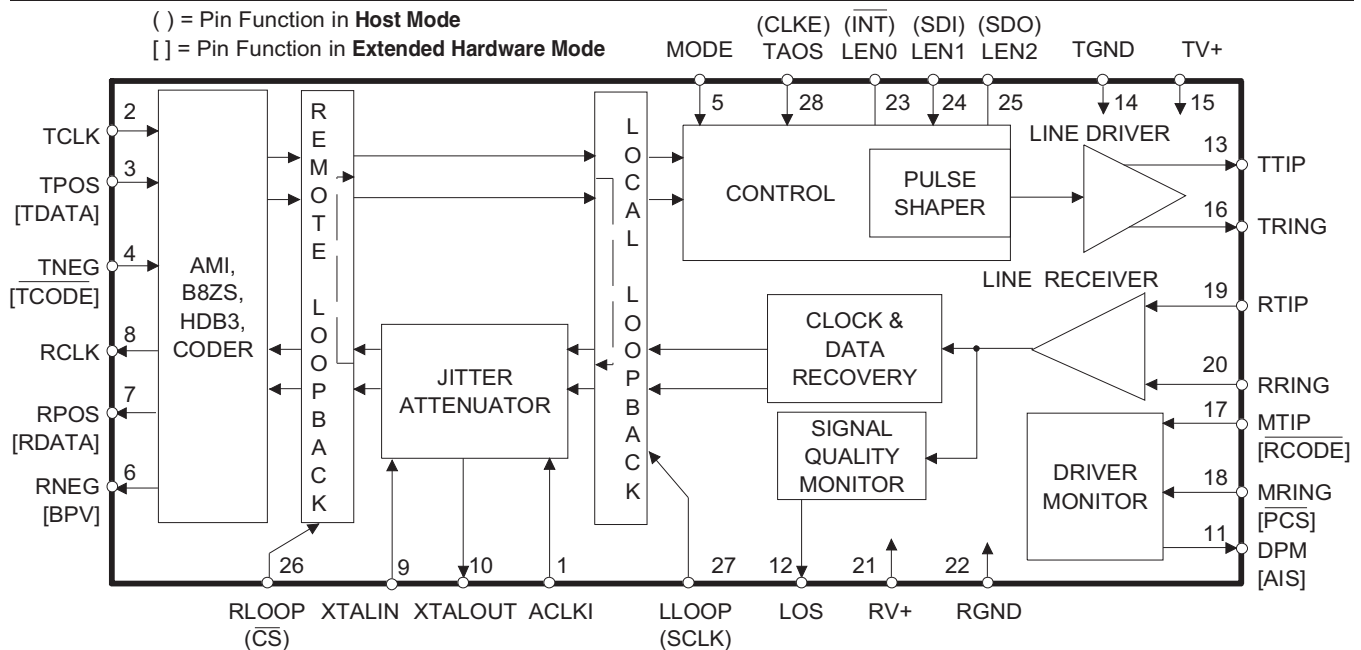 ( ) = Pin Function in Host Mode
[ ] = Pin Function in Extended Hardware Mode
(CLKE) (INT) (SDI) (SDO)
MODE TAOS LEN0 LEN1 LEN2 TGND TV+
5 28 23 24 25 14 15
2
TCLK
3
TPOS
[TDATA]
4
TNEG
[TCODE]
8
RCLK
7
RPOS
[RDATA]
6
RNEG
[BPV]
AMI,
B8ZS,
HDB3,
CODER
REMOTE LOOPBACK
JITTER
ATTENUATOR
LOCAL LOOPBACK
CONTROL
PULSE
SHAPER
LINE DRIVER
13
TTIP
16
TRING
LINE RECEIVER
19
RTIP
20
RRING
CLOCK &
DATA
RECOVERY
SIGNAL
QUALITY
MONITOR
DRIVER
MONITOR
17
MTIP
[RCODE]
18
MRING
[PCS]
11
DPM
[AIS]
26 9 10 1 27 12 21 22
RLOOP XTALIN XTALOUT ACLKI LLOOP LOS RV+ RGND
(CS) (SCLK)